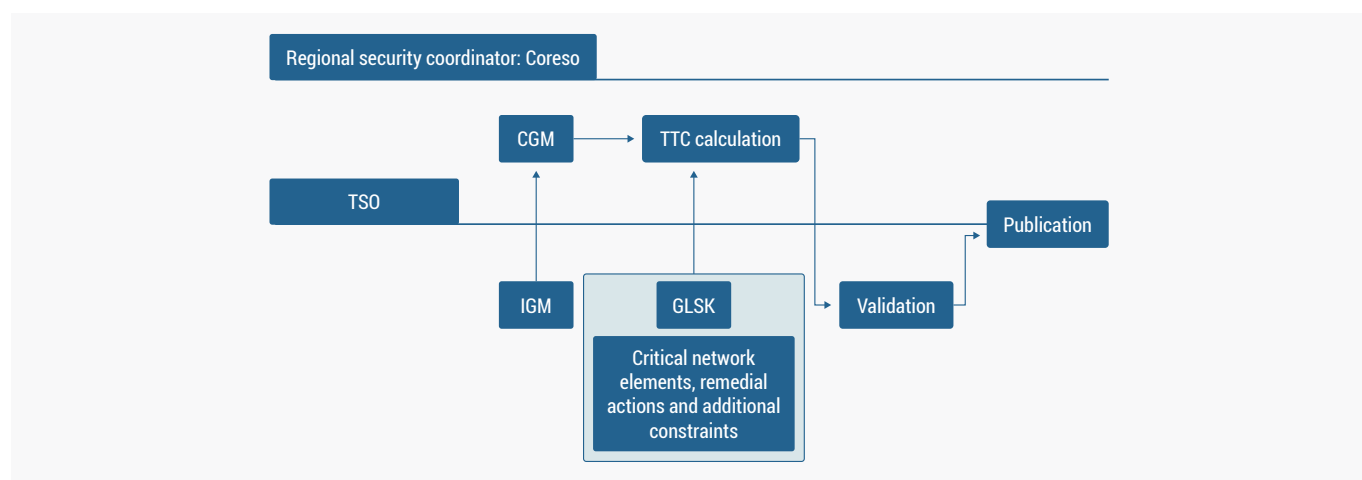 Regional security coordinator: Coreso
CGM
TTC calculation
TSO
Publication
IGM
GLSK
Validation
Critical network
elements, remedial
actions and additional
constraints